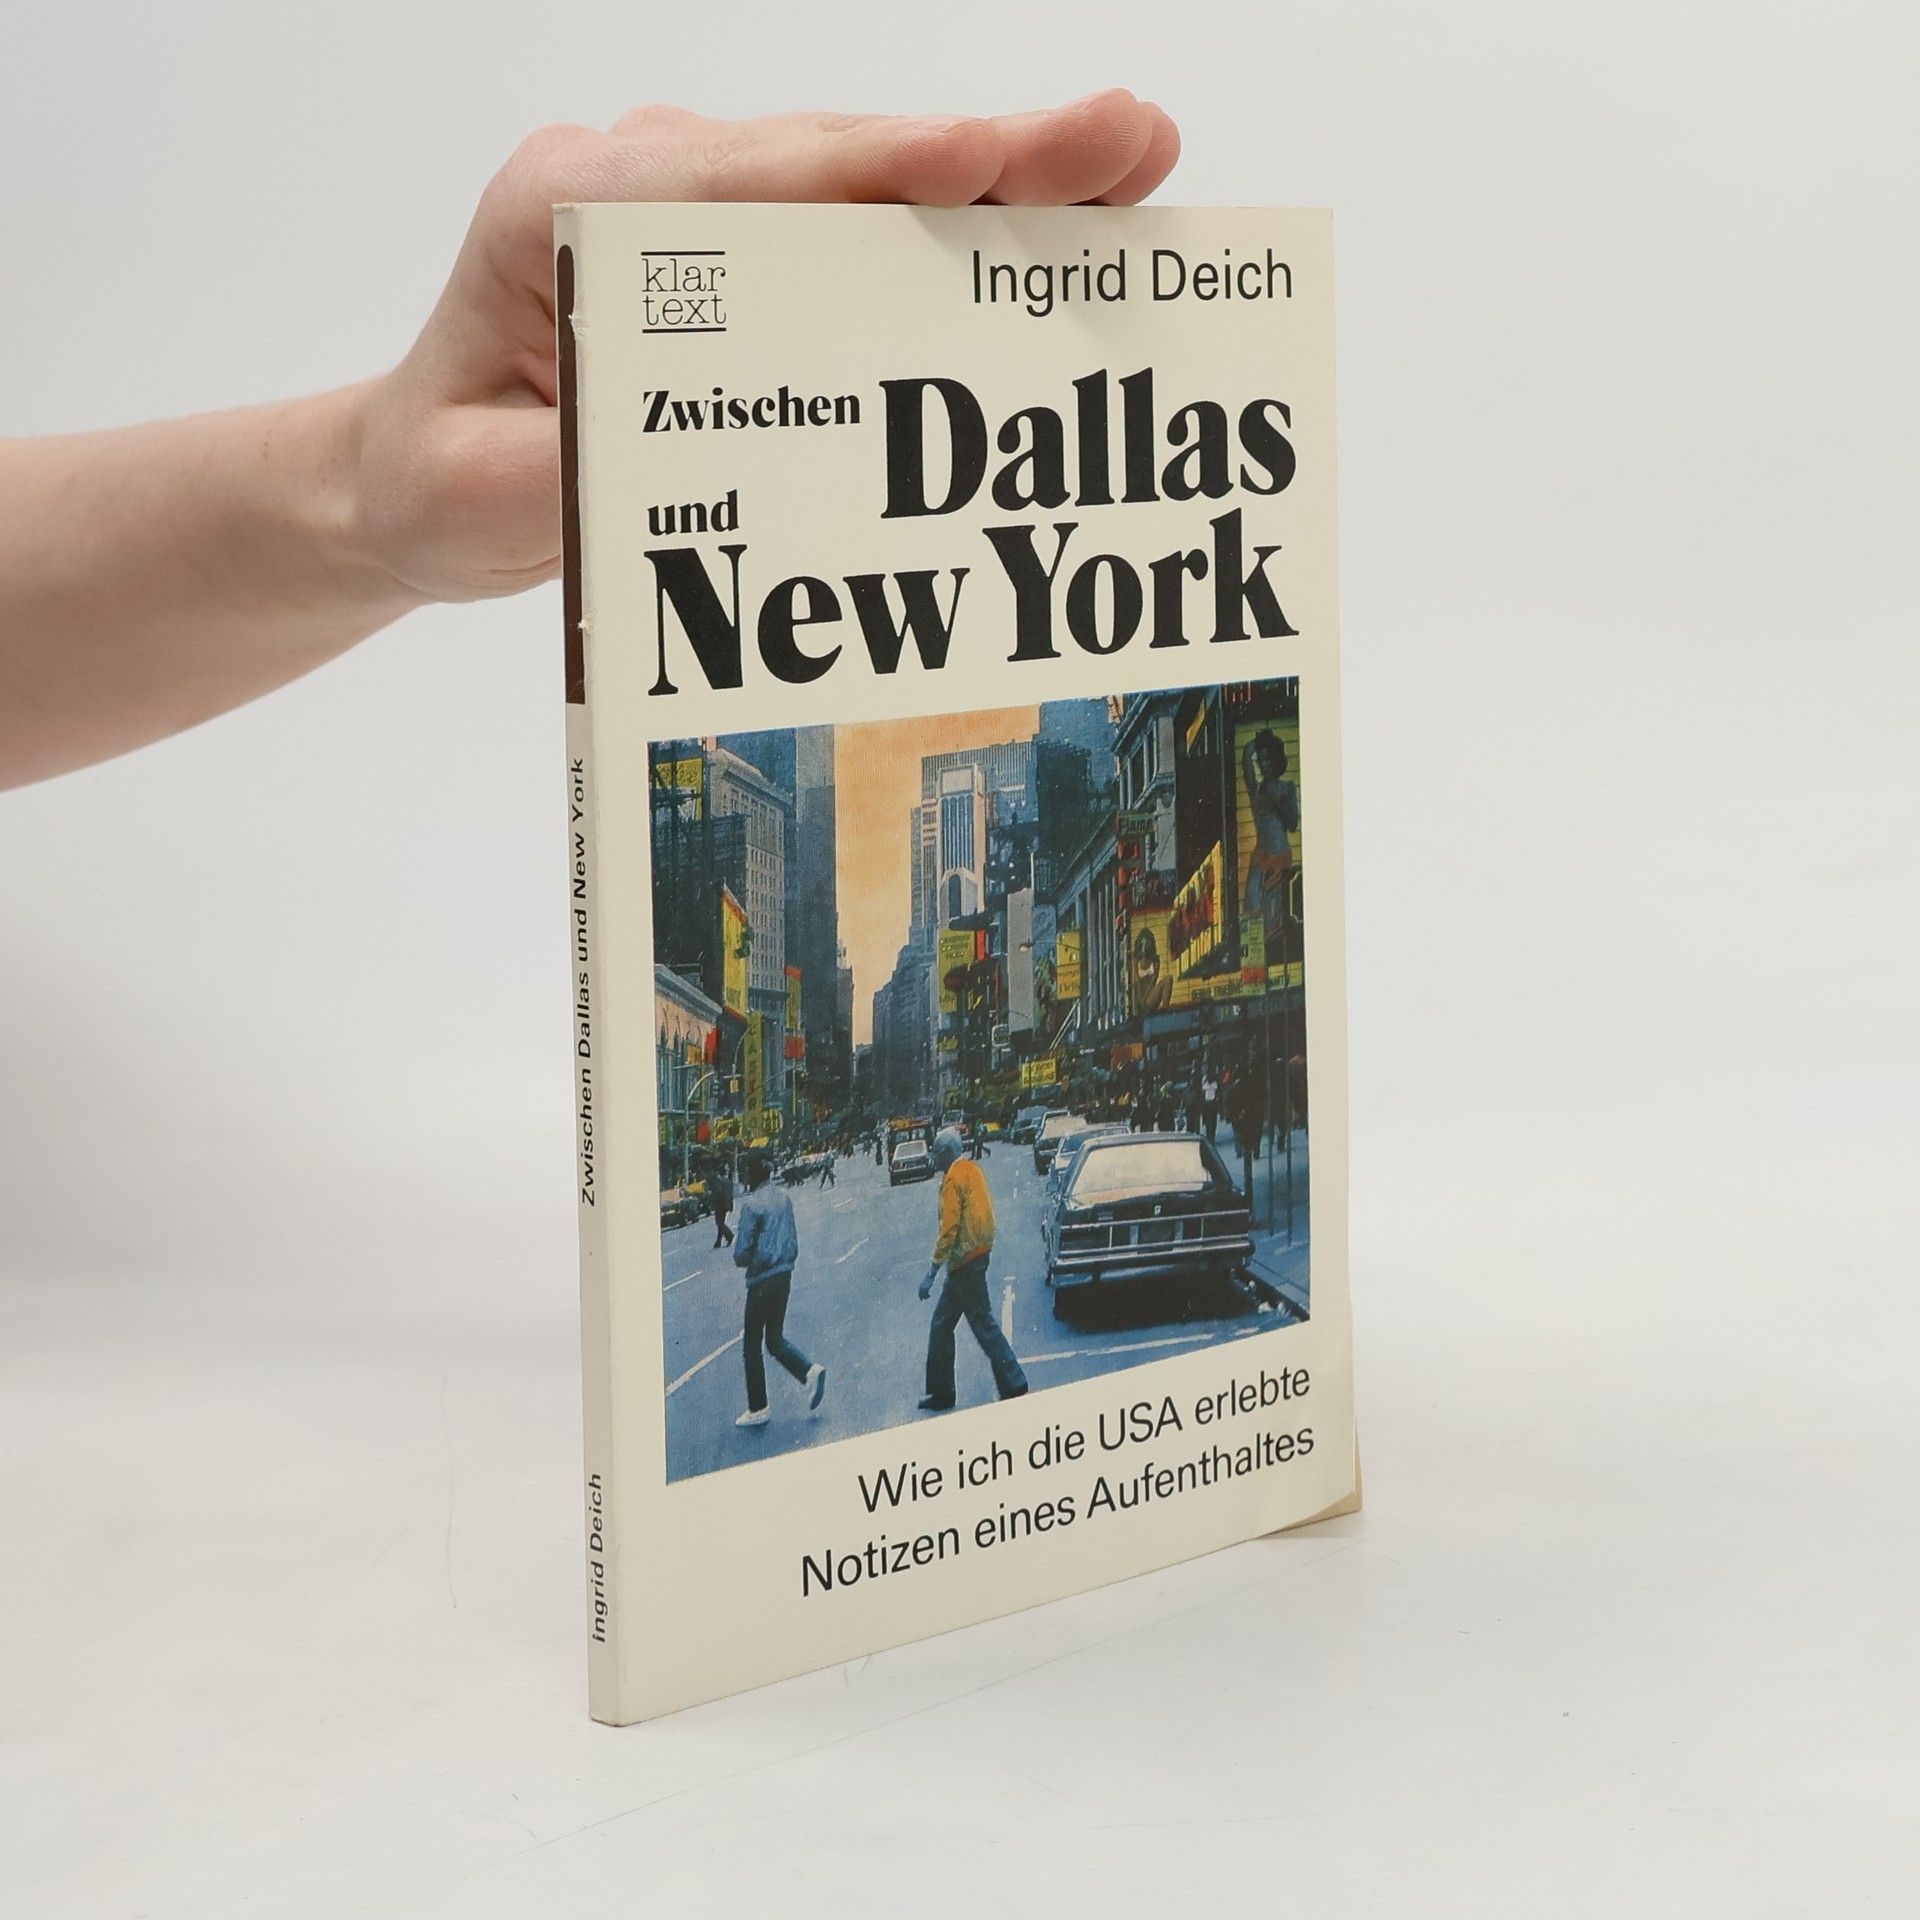 klar
text
Ingrid Deich
Zwischen Dallas
und
New York
Wie ich die USA erlebte
Notizen eines Aufenthaltes
Zwischen Dallas und New York
Ingrid Deich